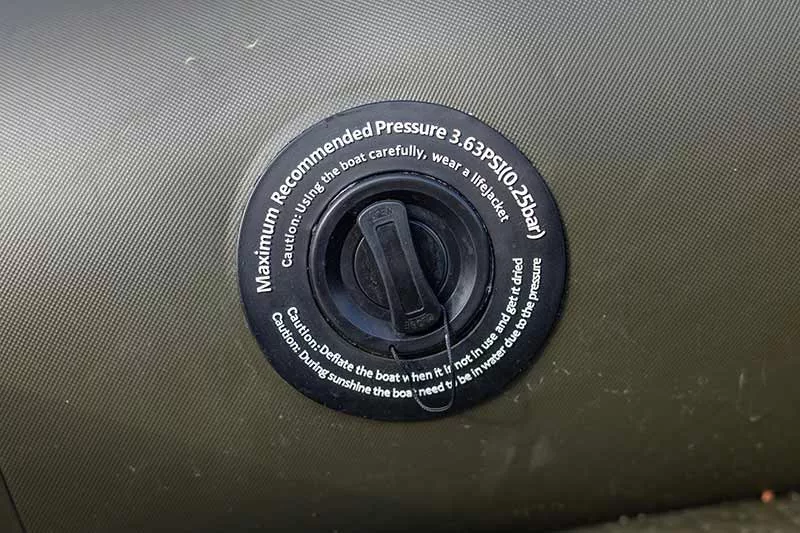 Maximum Recommended Pressure 3.63PSI(0.25bar)
Caution: Using the boat carefully, wear a lifejacket
Caution: Deflate the boat when it is not in use and get it dried
Caution: During sunshine the boat need to be in water due to the pressure
OPEN